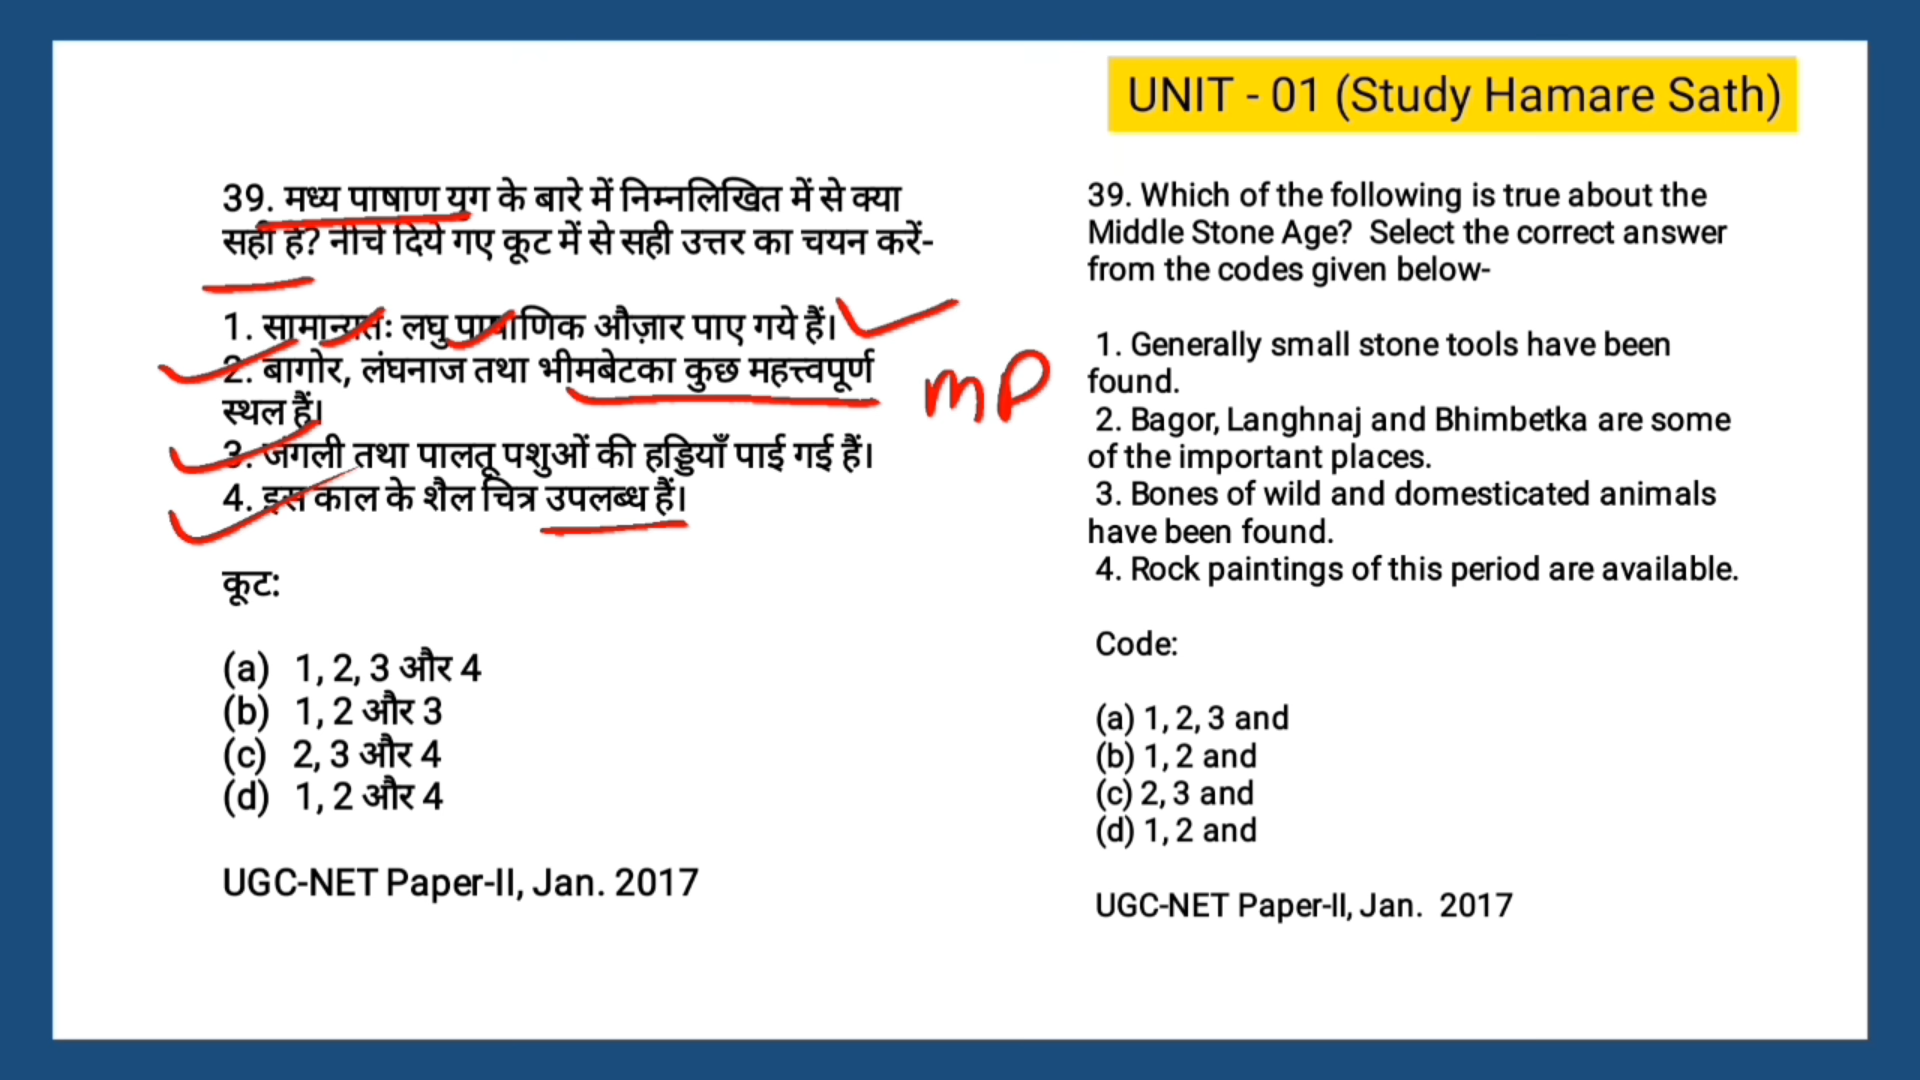 UNIT - 01 (Study Hamare Sath)
39. मध्य पाषाण युग के बारे में निम्नलिखित में से क्या
सही है? नीचे दिये गए कूट में से सही उत्तर का चयन करें-
1. सामान्यतः लघु पाषाणिक औज़ार पाए गये हैं।
2. बागोर, लंघनाज तथा भीमबेटका कुछ महत्त्वपूर्ण
स्थल हैं।
3. जंगली तथा पालतू पशुओं की हड्डियाँ पाई गई हैं।
4. इस काल के शैल चित्र उपलब्ध हैं।
कूट:
(a) 1, 2, 3 और 4
(b) 1, 2 और 3
(c) 2, 3 और 4
(d) 1, 2 और 4
UGC-NET Paper-II, Jan. 2017
MP
39. Which of the following is true about the
Middle Stone Age? Select the correct answer
from the codes given below-
1. Generally small stone tools have been
found.
2. Bagor, Langhnaj and Bhimbetka are some
of the important places.
3. Bones of wild and domesticated animals
have been found.
4. Rock paintings of this period are available.
Code:
(a) 1, 2, 3 and
(b) 1, 2 and
(c) 2, 3 and
(d) 1, 2 and
UGC-NET Paper-II, Jan. 2017